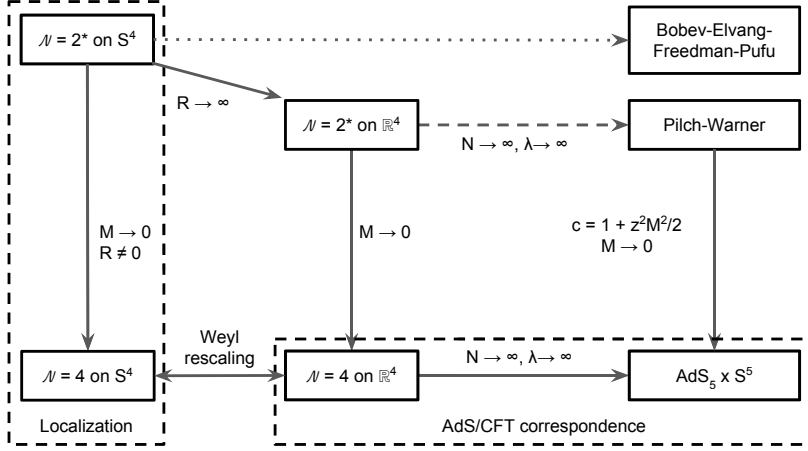 𝒩 = 2* on S⁴
Bobev-Elvang-
Freedman-Pufu
R → ∞
𝒩 = 2* on ℝ⁴
Pilch-Warner
N → ∞, λ→ ∞
M → 0
R ≠ 0
M → 0
c = 1 + z²M²/2
M → 0
Weyl
rescaling
𝒩 = 4 on S⁴
𝒩 = 4 on ℝ⁴
N → ∞, λ→ ∞
AdS₅ x S⁵
Localization
AdS/CFT correspondence